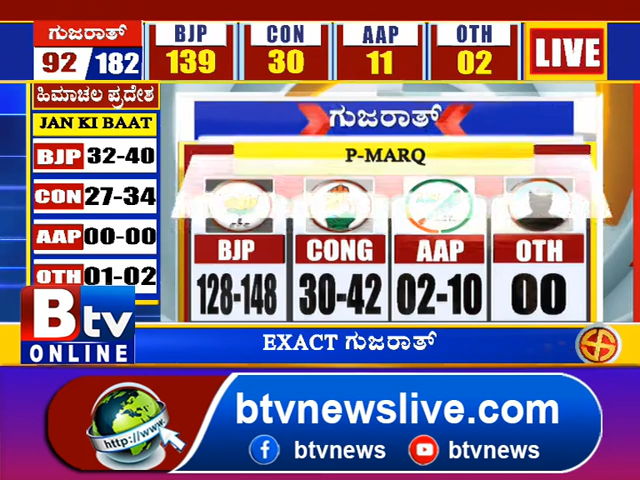 ಗುಜರಾತ್ BJP CON AAP OTH LIVE
92 182 139 30 11 02
ಹಿಮಾಚಲ ಪ್ರದೇಶ
JAN KI BAAT
BJP 32-40
CON 27-34
AAP 00-00
OTH 01-02
ಗುಜರಾತ್
P-MARQ
BJP CONG AAP OTH
128-148 30-42 02-10 00
Btv
ONLINE
EXACT ಗುಜರಾತ್
http://www.
btvnewslive.com
btvnews btvnews